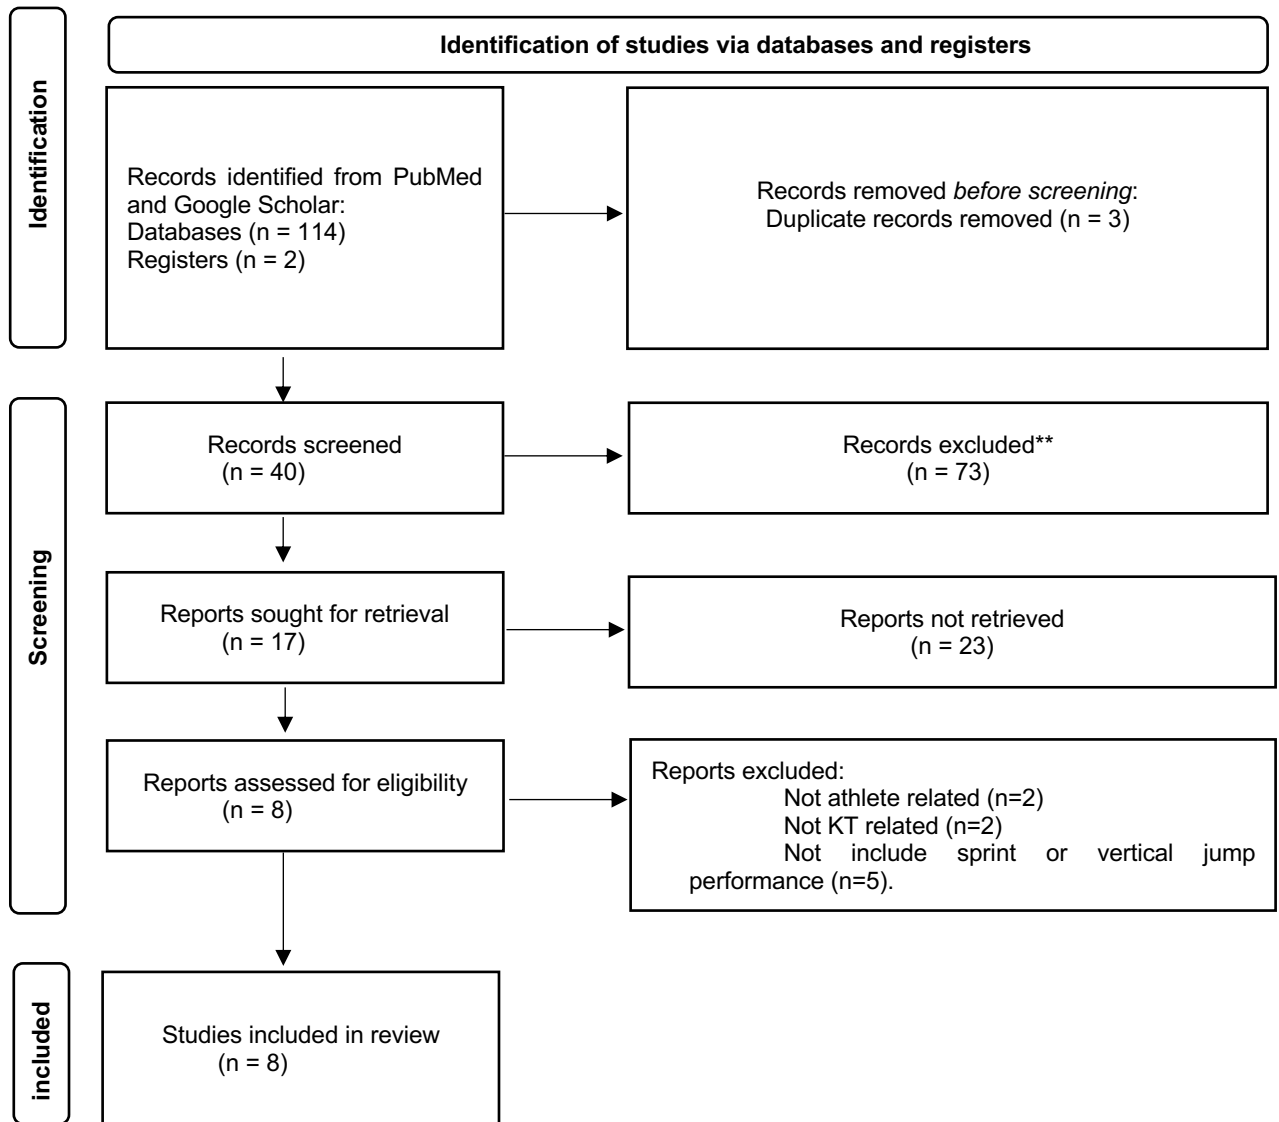 Identification of studies via databases and registers
Identification
Records identified from PubMed
and Google Scholar:
Databases (n = 114)
Registers (n = 2)
Records removed before screening:
Duplicate records removed (n = 3)
Screening
Records screened
(n = 40)
Records excluded**
(n = 73)
Reports sought for retrieval
(n = 17)
Reports not retrieved
(n = 23)
Reports assessed for eligibility
(n = 8)
Reports excluded:
Not athlete related (n=2)
Not KT related (n=2)
Not include sprint or vertical jump
performance (n=5).
included
Studies included in review
(n = 8)